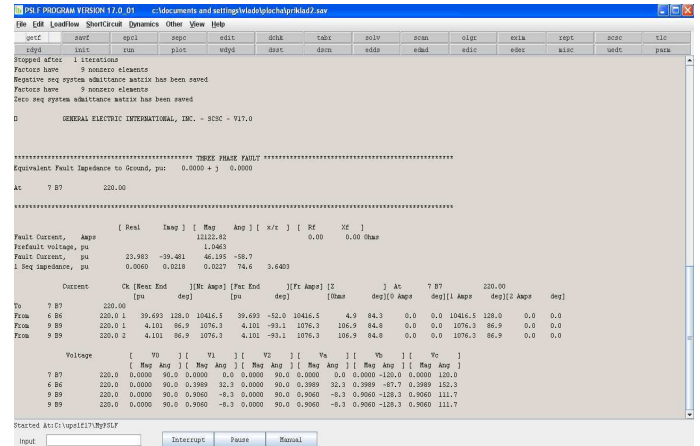 PSLF PROGRAM VERSION 17.0_01 c:\documents and settings\wlado\plocha\priklad2.sav
File Edit LoadFlow ShortCircuit Dynamics Other View Help
getf savf epcl sepc edit dchk tabr solv scan olgr exim rept scsc tlc
rdyd init run plot wdyd dsst dscn edds edmd edic edex misc uedt parm
Stopped after 1 iterations
Factors have 9 nonzero elements
Negative seq system admittance matrix has been saved
Factors have 9 nonzero elements
Zero seq system admittance matrix has been saved
GENERAL ELECTRIC INTERNATIONAL, INC. - SCSC - V17.0
*********************************************** THREE PHASE FAULT **************************************************
Equivalent Fault Impedance to Ground, pu: 0.0000 + j 0.0000
At 7 B7 220.00
**********************************************************************************************************************
[ Real Imag ] [ Mag Ang ] [ x/r ] [ Rf Xf ]
Fault Current, Amps 12122.82 0.00 0.00 Ohms
Prefault voltage, pu 1.0463
Fault Current, pu 23.983 -39.481 46.195 -58.7
1 Seq impedance, pu 0.0060 0.0218 0.0227 74.6 3.6403
Current Ck [Near End ][Nr Amps] [Far End ][Fr Amps] [Z ] At 7 B7 220.00
[pu deg] [pu deg] [Ohms deg][0 Amps deg][1 Amps deg][2 Amps deg]
To 7 B7 220.00
From 6 B6 220.0 1 39.693 128.0 10416.5 39.693 -52.0 10416.5 4.9 84.3 0.0 0.0 10416.5 128.0 0.0 0.0
From 9 B9 220.0 1 4.101 86.9 1076.3 4.101 -93.1 1076.3 106.9 84.8 0.0 0.0 1076.3 86.9 0.0 0.0
From 9 B9 220.0 2 4.101 86.9 1076.3 4.101 -93.1 1076.3 106.9 84.8 0.0 0.0 1076.3 86.9 0.0 0.0
Voltage [ V0 ] [ V1 ] [ V2 ] [ Va ] [ Vb ] [ Vc ]
[ Mag Ang ] [ Mag Ang ] [ Mag Ang ] [ Mag Ang ] [ Mag Ang ] [ Mag Ang ]
7 B7 220.0 0.0000 90.0 0.0000 0.0 0.0000 90.0 0.0000 0.0 0.0000 -120.0 0.0000 120.0
6 B6 220.0 0.0000 90.0 0.3989 32.3 0.0000 90.0 0.3989 32.3 0.3989 -87.7 0.3989 152.3
9 B9 220.0 0.0000 90.0 0.9060 -8.3 0.0000 90.0 0.9060 -8.3 0.9060 -128.3 0.9060 111.7
9 B9 220.0 0.0000 90.0 0.9060 -8.3 0.0000 90.0 0.9060 -8.3 0.9060 -128.3 0.9060 111.7
Started At:C:\upslf17\MyPSLF
Input: Interrupt Pause Manual